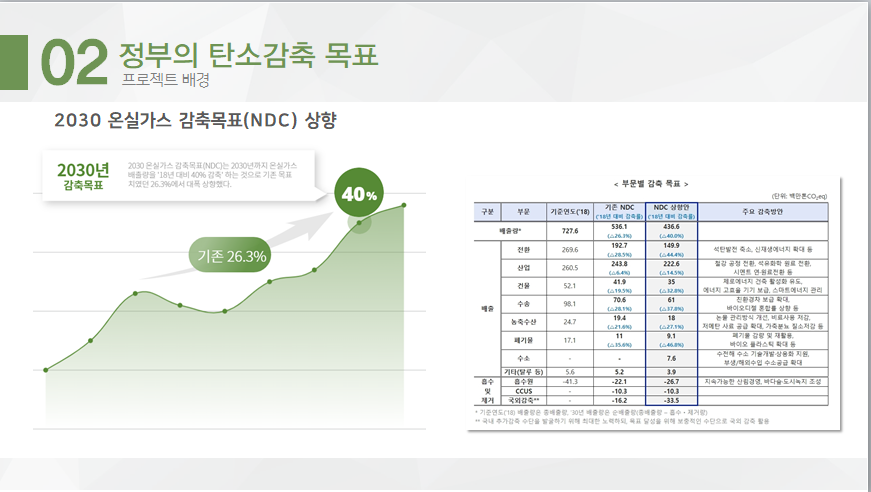 02 정부의 탄소감축 목표
프로젝트 배경
2030 온실가스 감축목표(NDC) 상향
2030년
감축목표
2030 온실가스 감축목표(NDC)는 2030년까지 온실가스
배출량을 '18년 대비 40% 감축' 하는 것으로 기존 목표
치였던 26.3%에서 대폭 상향했다.
40%
기존 26.3%
< 부문별 감축 목표 >
(단위: 백만톤CO₂eq)
구분 부문 기준연도('18) 기존 NDC ('18년 대비 감축률) NDC 상향안 ('18년 대비 감축률) 주요 감축방안
배출량* 727.6 536.1 (△26.3%) 436.6 (△40.0%)
배출
전환 269.6 192.7 (△28.5%) 149.9 (△44.4%) 석탄발전 축소, 신재생에너지 확대 등
산업 260.5 243.8 (△6.4%) 222.6 (△14.5%) 철강 공정 전환, 석유화학 원료 전환, 시멘트 연·원료전환 등
건물 52.1 41.9 (△19.5%) 35 (△32.8%) 제로에너지 건축 활성화 유도, 에너지 고효율 기기 보급, 스마트에너지 관리
수송 98.1 70.6 (△28.1%) 61 (△37.8%) 친환경차 보급 확대, 바이오디젤 혼합률 상향 등
농축수산 24.7 19.4 (△21.6%) 18 (△27.1%) 논물 관리방식 개선, 비료사용 저감, 저메탄 사료 공급 확대, 가축분뇨 질소저감 등
폐기물 17.1 11 (△35.6%) 9.1 (△46.8%) 폐기물 감량 및 재활용, 바이오 플라스틱 확대 등
수소 - - 7.6 수전해 수소 기술개발·상용화 지원, 부생/해외수입 수소공급 확대
기타(탈루 등) 5.6 5.2 3.9
흡수 및 제거
흡수원 -41.3 -22.1 -26.7 지속가능한 산림경영, 바다숲·도시녹지 조성
CCUS - -10.3 -10.3
국외감축** - -16.2 -33.5
* 기준연도('18) 배출량은 총배출량, '30년 배출량은 순배출량(총배출량 - 흡수·제거량)
** 국내 추가감축 수단을 발굴하기 위해 최대한 노력하되, 목표 달성을 위해 보충적인 수단으로 국외 감축 활용